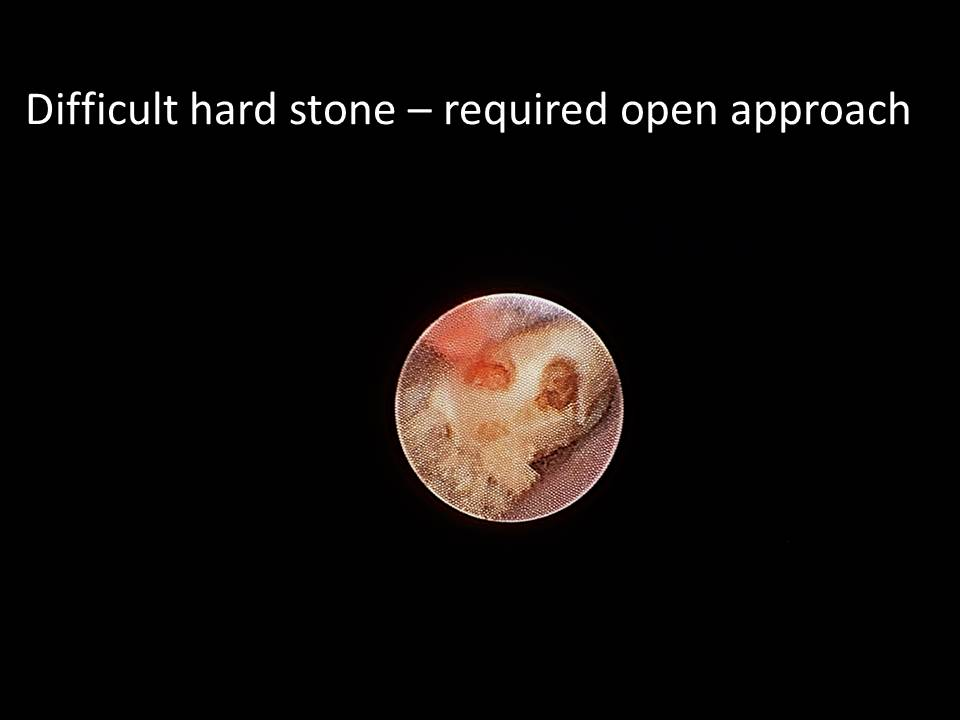 Difficult hard stone – required open approach